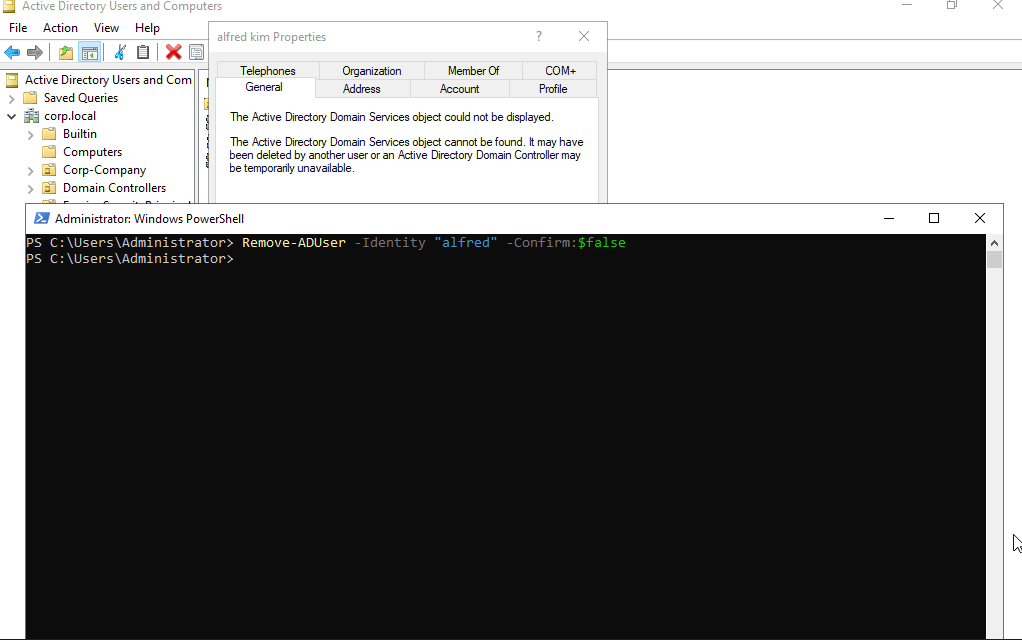 Active Directory Users and Computers
File Action View Help
alfred kim Properties
?
Telephones Organization Member Of COM+
General Address Account Profile
The Active Directory Domain Services object could not be displayed.
The Active Directory Domain Services object cannot be found. It may have
been deleted by another user or an Active Directory Domain Controller may
be temporarily unavailable.
Active Directory Users and Com
Saved Queries
corp.local
Builtin
Computers
Corp-Company
Domain Controllers
Administrator: Windows PowerShell
PS C:\Users\Administrator> Remove-ADUser -Identity "alfred" -Confirm:$false
PS C:\Users\Administrator>